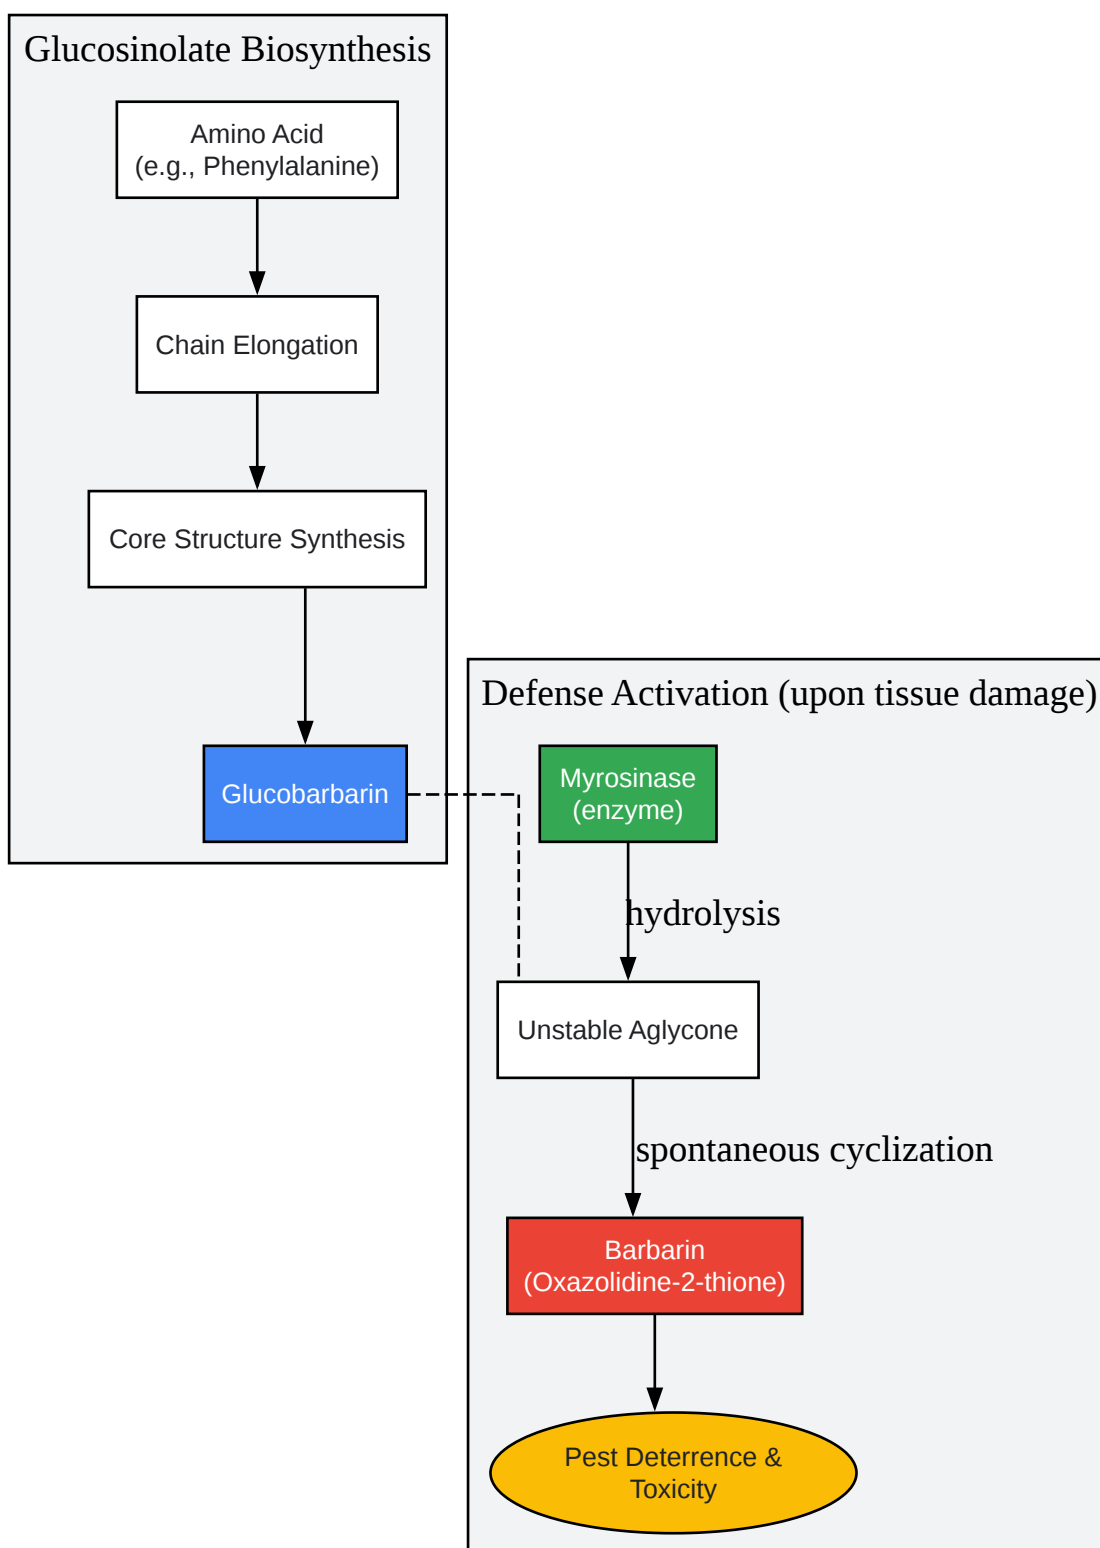 Glucosinolate Biosynthesis
Amino Acid
(e.g., Phenylalanine)
Chain Elongation
Core Structure Synthesis
Glucobarbarin
Defense Activation (upon tissue damage)
Myrosinase
(enzyme)
hydrolysis
Unstable Aglycone
spontaneous cyclization
Barbarin
(Oxazolidine-2-thione)
Pest Deterrence &
Toxicity